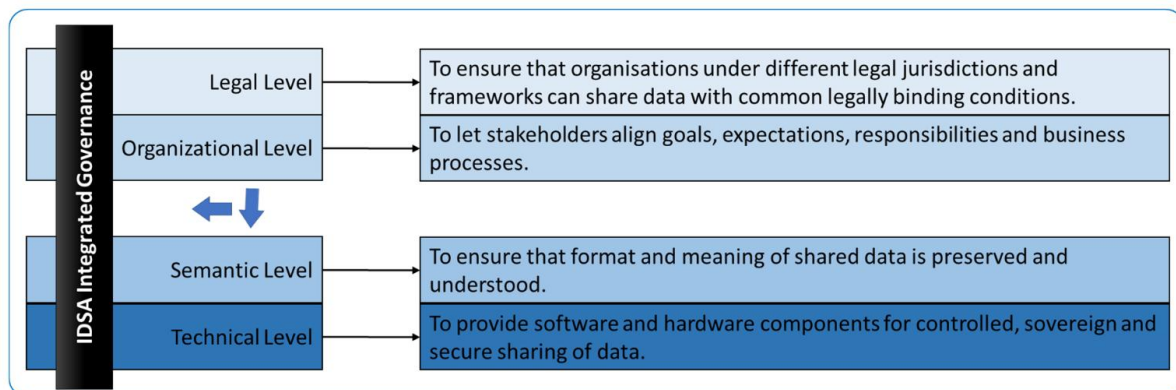 IDSA Integrated Governance
Legal Level
To ensure that organisations under different legal jurisdictions and
frameworks can share data with common legally binding conditions.
Organizational Level
To let stakeholders align goals, expectations, responsibilities and business
processes.
Semantic Level
To ensure that format and meaning of shared data is preserved and
understood.
Technical Level
To provide software and hardware components for controlled, sovereign and
secure sharing of data.